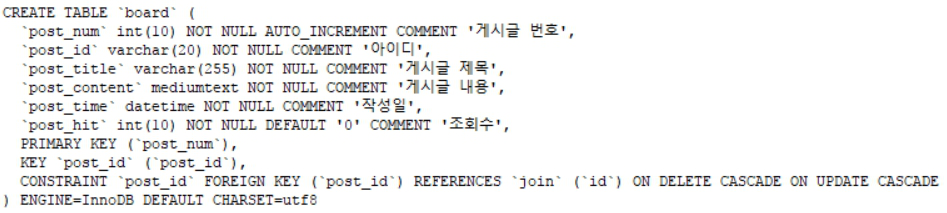 CREATE TABLE `board` (
  `post_num` int(10) NOT NULL AUTO_INCREMENT COMMENT '게시글 번호',
  `post_id` varchar(20) NOT NULL COMMENT '아이디',
  `post_title` varchar(255) NOT NULL COMMENT '게시글 제목',
  `post_content` mediumtext NOT NULL COMMENT '게시글 내용',
  `post_time` datetime NOT NULL COMMENT '작성일',
  `post_hit` int(10) NOT NULL DEFAULT '0' COMMENT '조회수',
  PRIMARY KEY (`post_num`),
  KEY `post_id` (`post_id`),
  CONSTRAINT `post_id` FOREIGN KEY (`post_id`) REFERENCES `join` (`id`) ON DELETE CASCADE ON UPDATE CASCADE
) ENGINE=InnoDB DEFAULT CHARSET=utf8